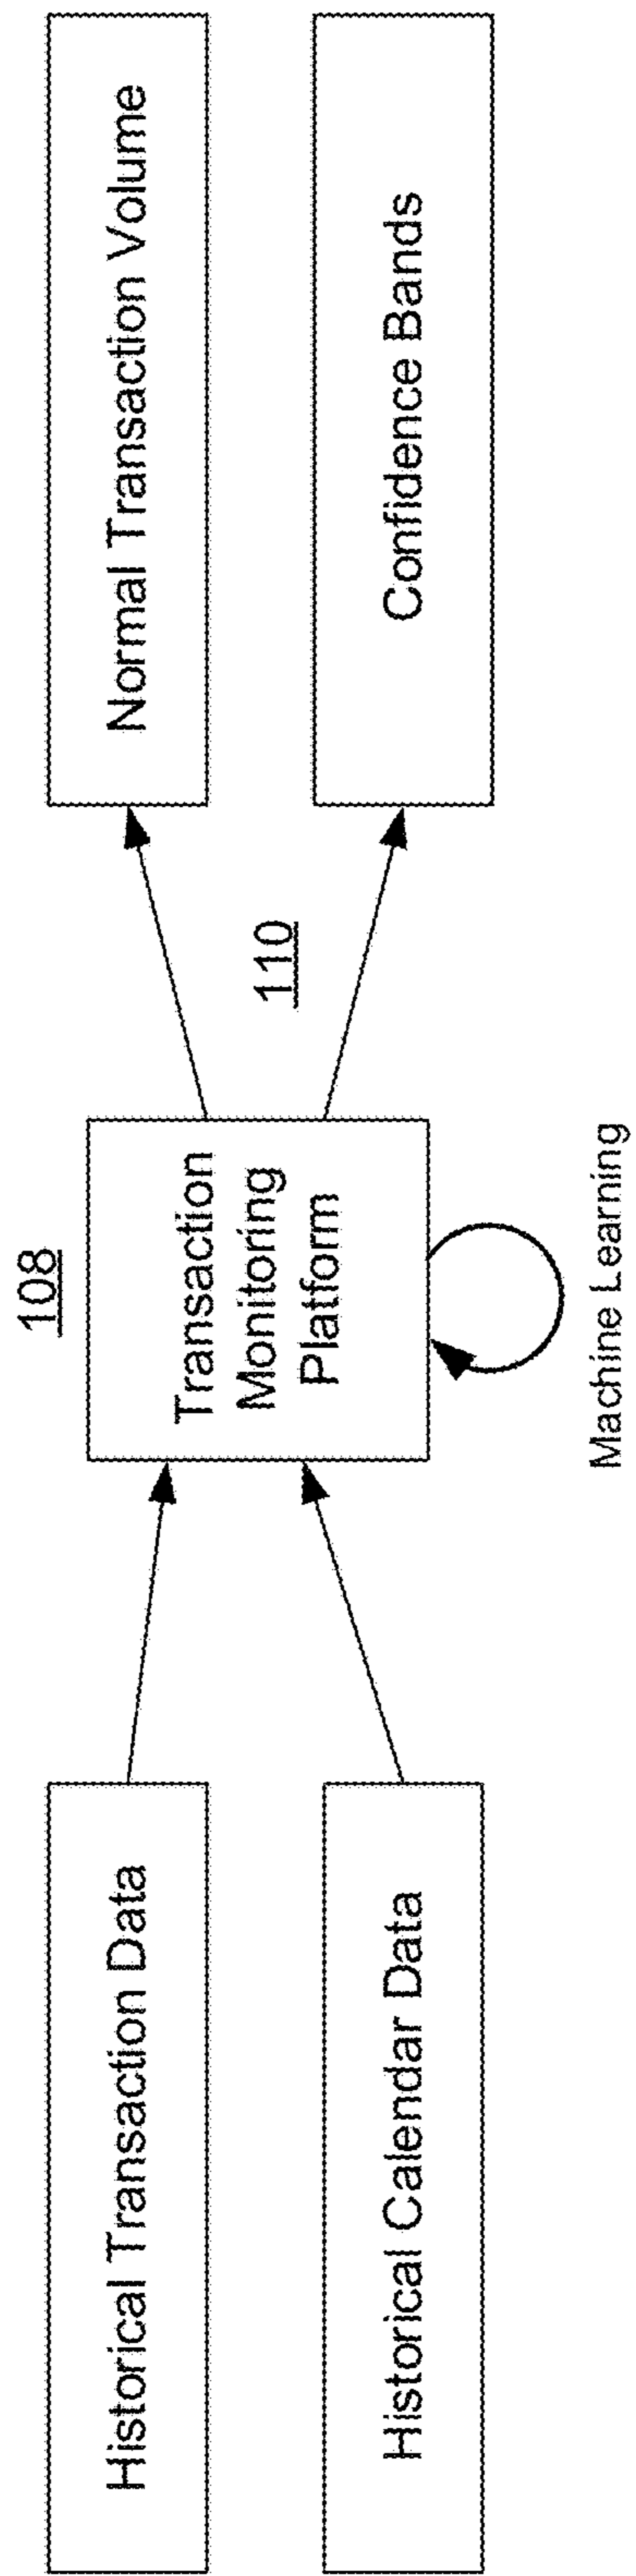 Historical Transaction Data
Historical Calendar Data
108
Transaction
Monitoring
Platform
Machine Learning
110
Normal Transaction Volume
Confidence Bands